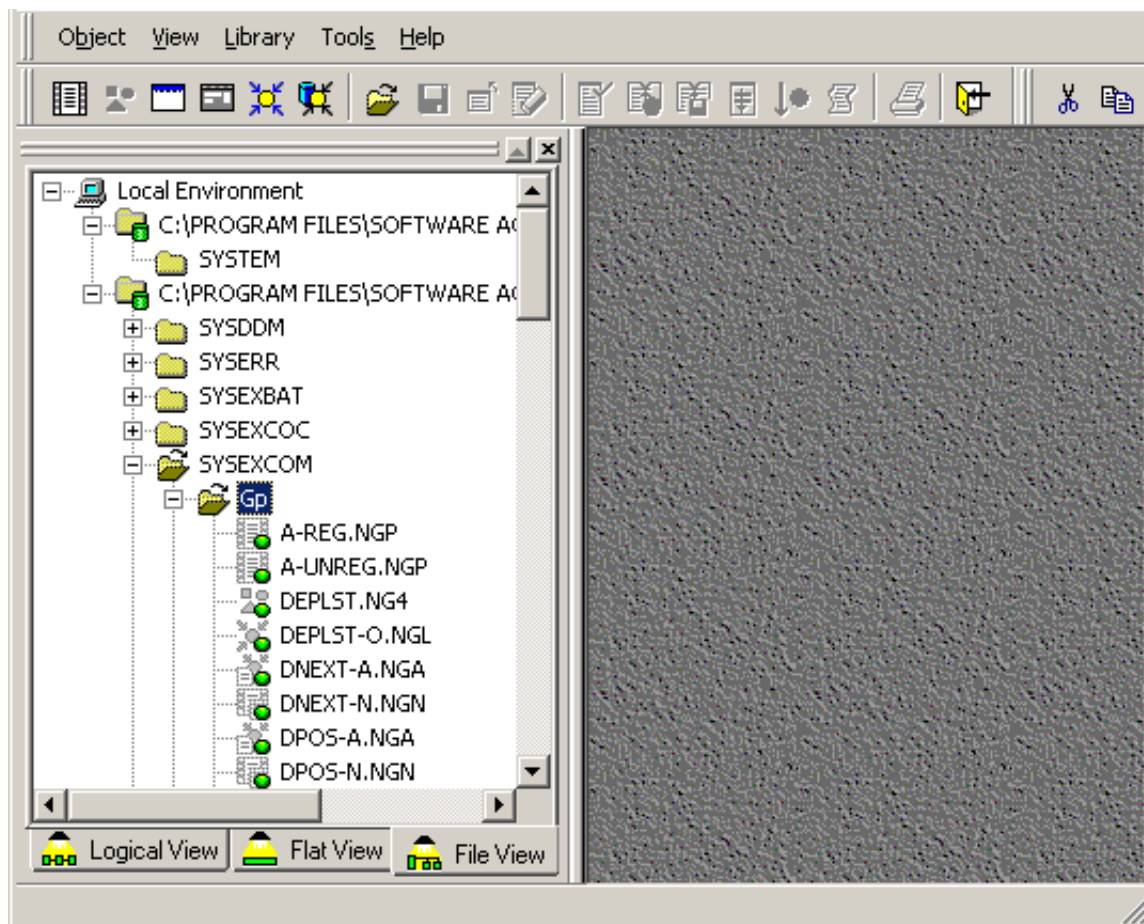 Object View Library Tools Help
Local Environment
C:\PROGRAM FILES\SOFTWARE A
SYSTEM
C:\PROGRAM FILES\SOFTWARE A
SYSDDM
SYSERR
SYSEXBAT
SYSEXCOC
SYSEXCOM
Gp
A-REG.NGP
A-UNREG.NGP
DEPLST.NG4
DEPLST-O.NGL
DNEXT-A.NGA
DNEXT-N.NGN
DPOS-A.NGA
DPOS-N.NGN
Logical View Flat View File View